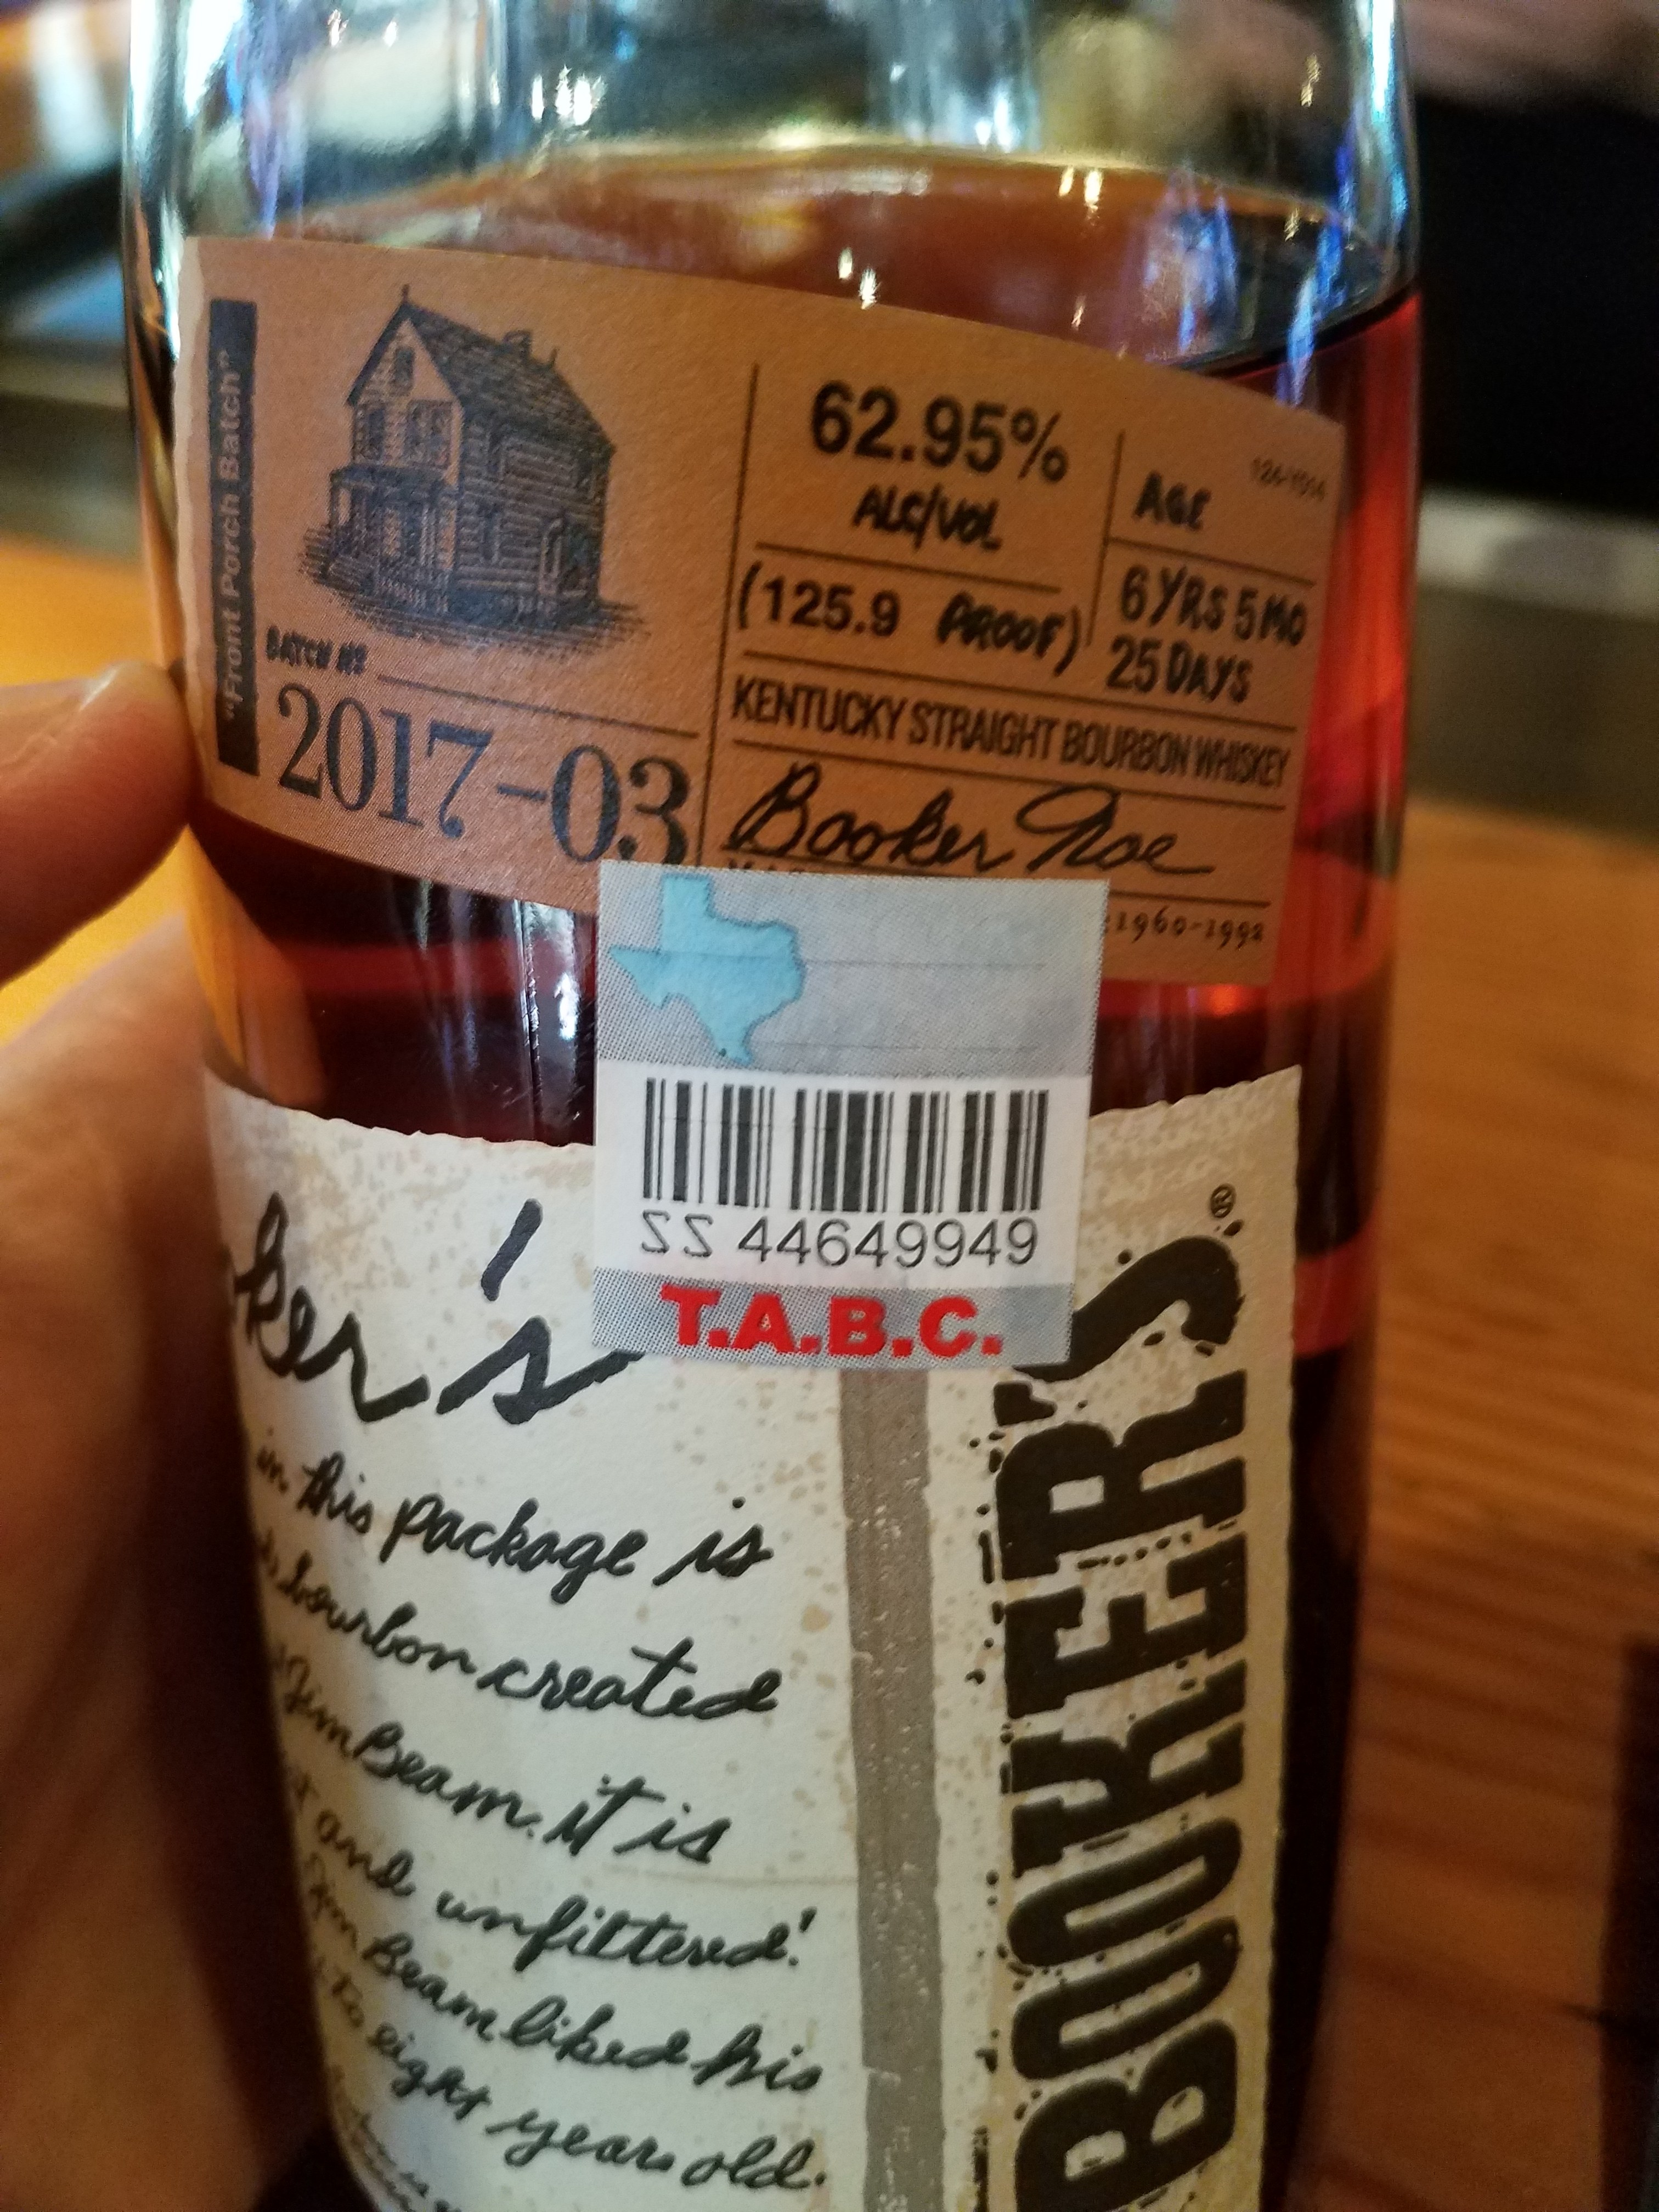 "Front Porch Batch"
BATCH Nº
2017-03
62.95%
ALC/VOL
(125.9 PROOF)
AGE
6 YRS 5 MO
25 DAYS
KENTUCKY STRAIGHT BOURBON WHISKEY
Booker Noe
1960-1992
SS 44649949
T.A.B.C.
ker's
in this package is
bourbon created
Jim Beam. it is
and unfiltered.
Jim Beam liked his
to eight years old.
BOOKER'S®